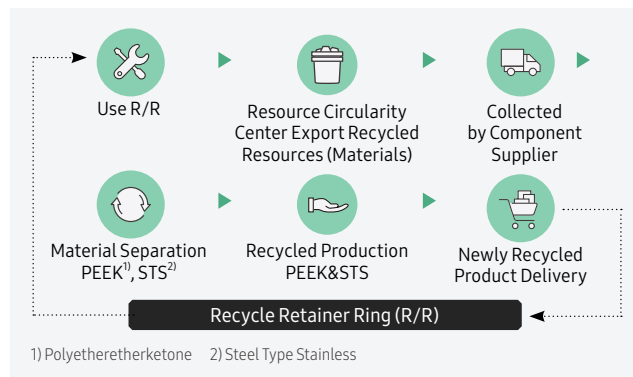 Use R/R
Resource Circularity
Center Export Recycled
Resources (Materials)
Collected
by Component
Supplier
Material Separation
PEEK1), STS2)
Recycled Production
PEEK&STS
Newly Recycled
Product Delivery
Recycle Retainer Ring (R/R)
1) Polyetheretherketone 2) Steel Type Stainless